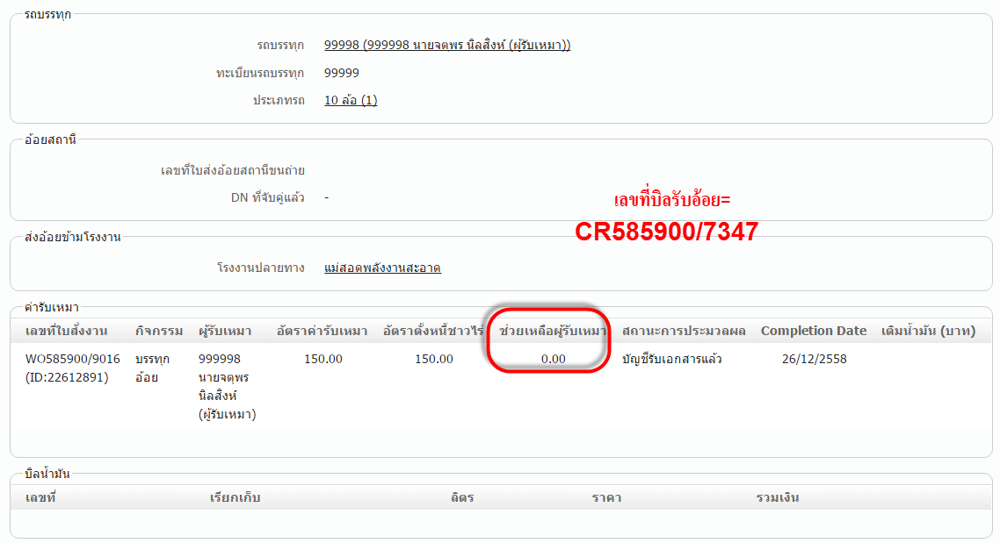 รถบรรทุก
รถบรรทุก 99998 (999998 นายจตุพร นิลสิงห์ (ผู้รับเหมา))
ทะเบียนรถบรรทุก 99999
ประเภทรถ 10 ล้อ (1)
อ้อยสถานี
เลขที่ใบส่งอ้อยสถานีขนถ่าย
DN ที่จับคู่แล้ว -
เลขที่บิลรับอ้อย=
CR585900/7347
ส่งอ้อยข้ามโรงงาน
โรงงานปลายทาง แม่สอดพลังงานสะอาด
ค่ารับเหมา
เลขที่ใบสั่งงาน กิจกรรม ผู้รับเหมา อัตราค่ารับเหมา อัตราตั้งหนี้ชาวไร่ ช่วยเหลือผู้รับเหมา สถานะการประมวลผล Completion Date เติมน้ำมัน (บาท)
WO585900/9016 บรรทุก 999998 150.00 150.00 0.00 บัญชีรับเอกสารแล้ว 26/12/2558
(ID:22612891) อ้อย นายจตุพร
นิลสิงห์
(ผู้รับเหมา)
บิลน้ำมัน
เลขที่ เรียกเก็บ ลิตร ราคา รวมเงิน